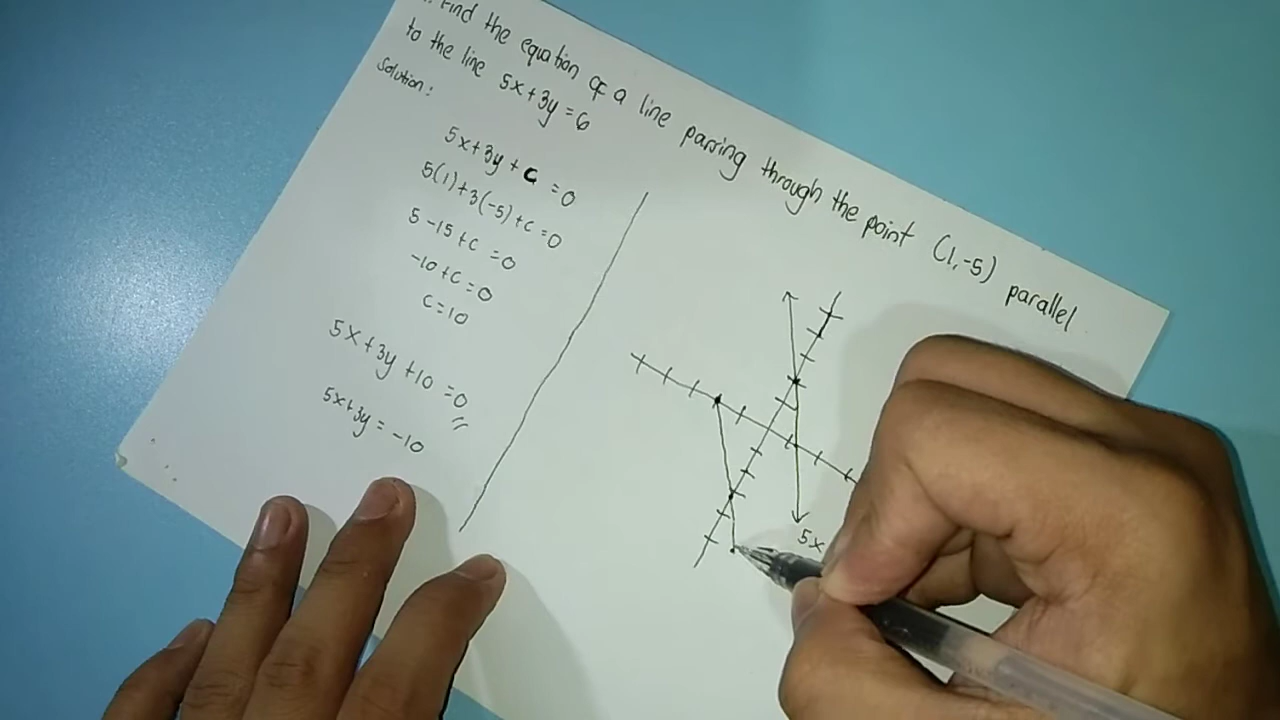 Find the equation of a line passing through the point (1,-5) parallel
to the line 5x+3y=6
Solution:
5x+3y+c=0
5(1)+3(-5)+c=0
5-15+c=0
-10+c=0
c=10
5x+3y+10=0
5x+3y=-10
5x